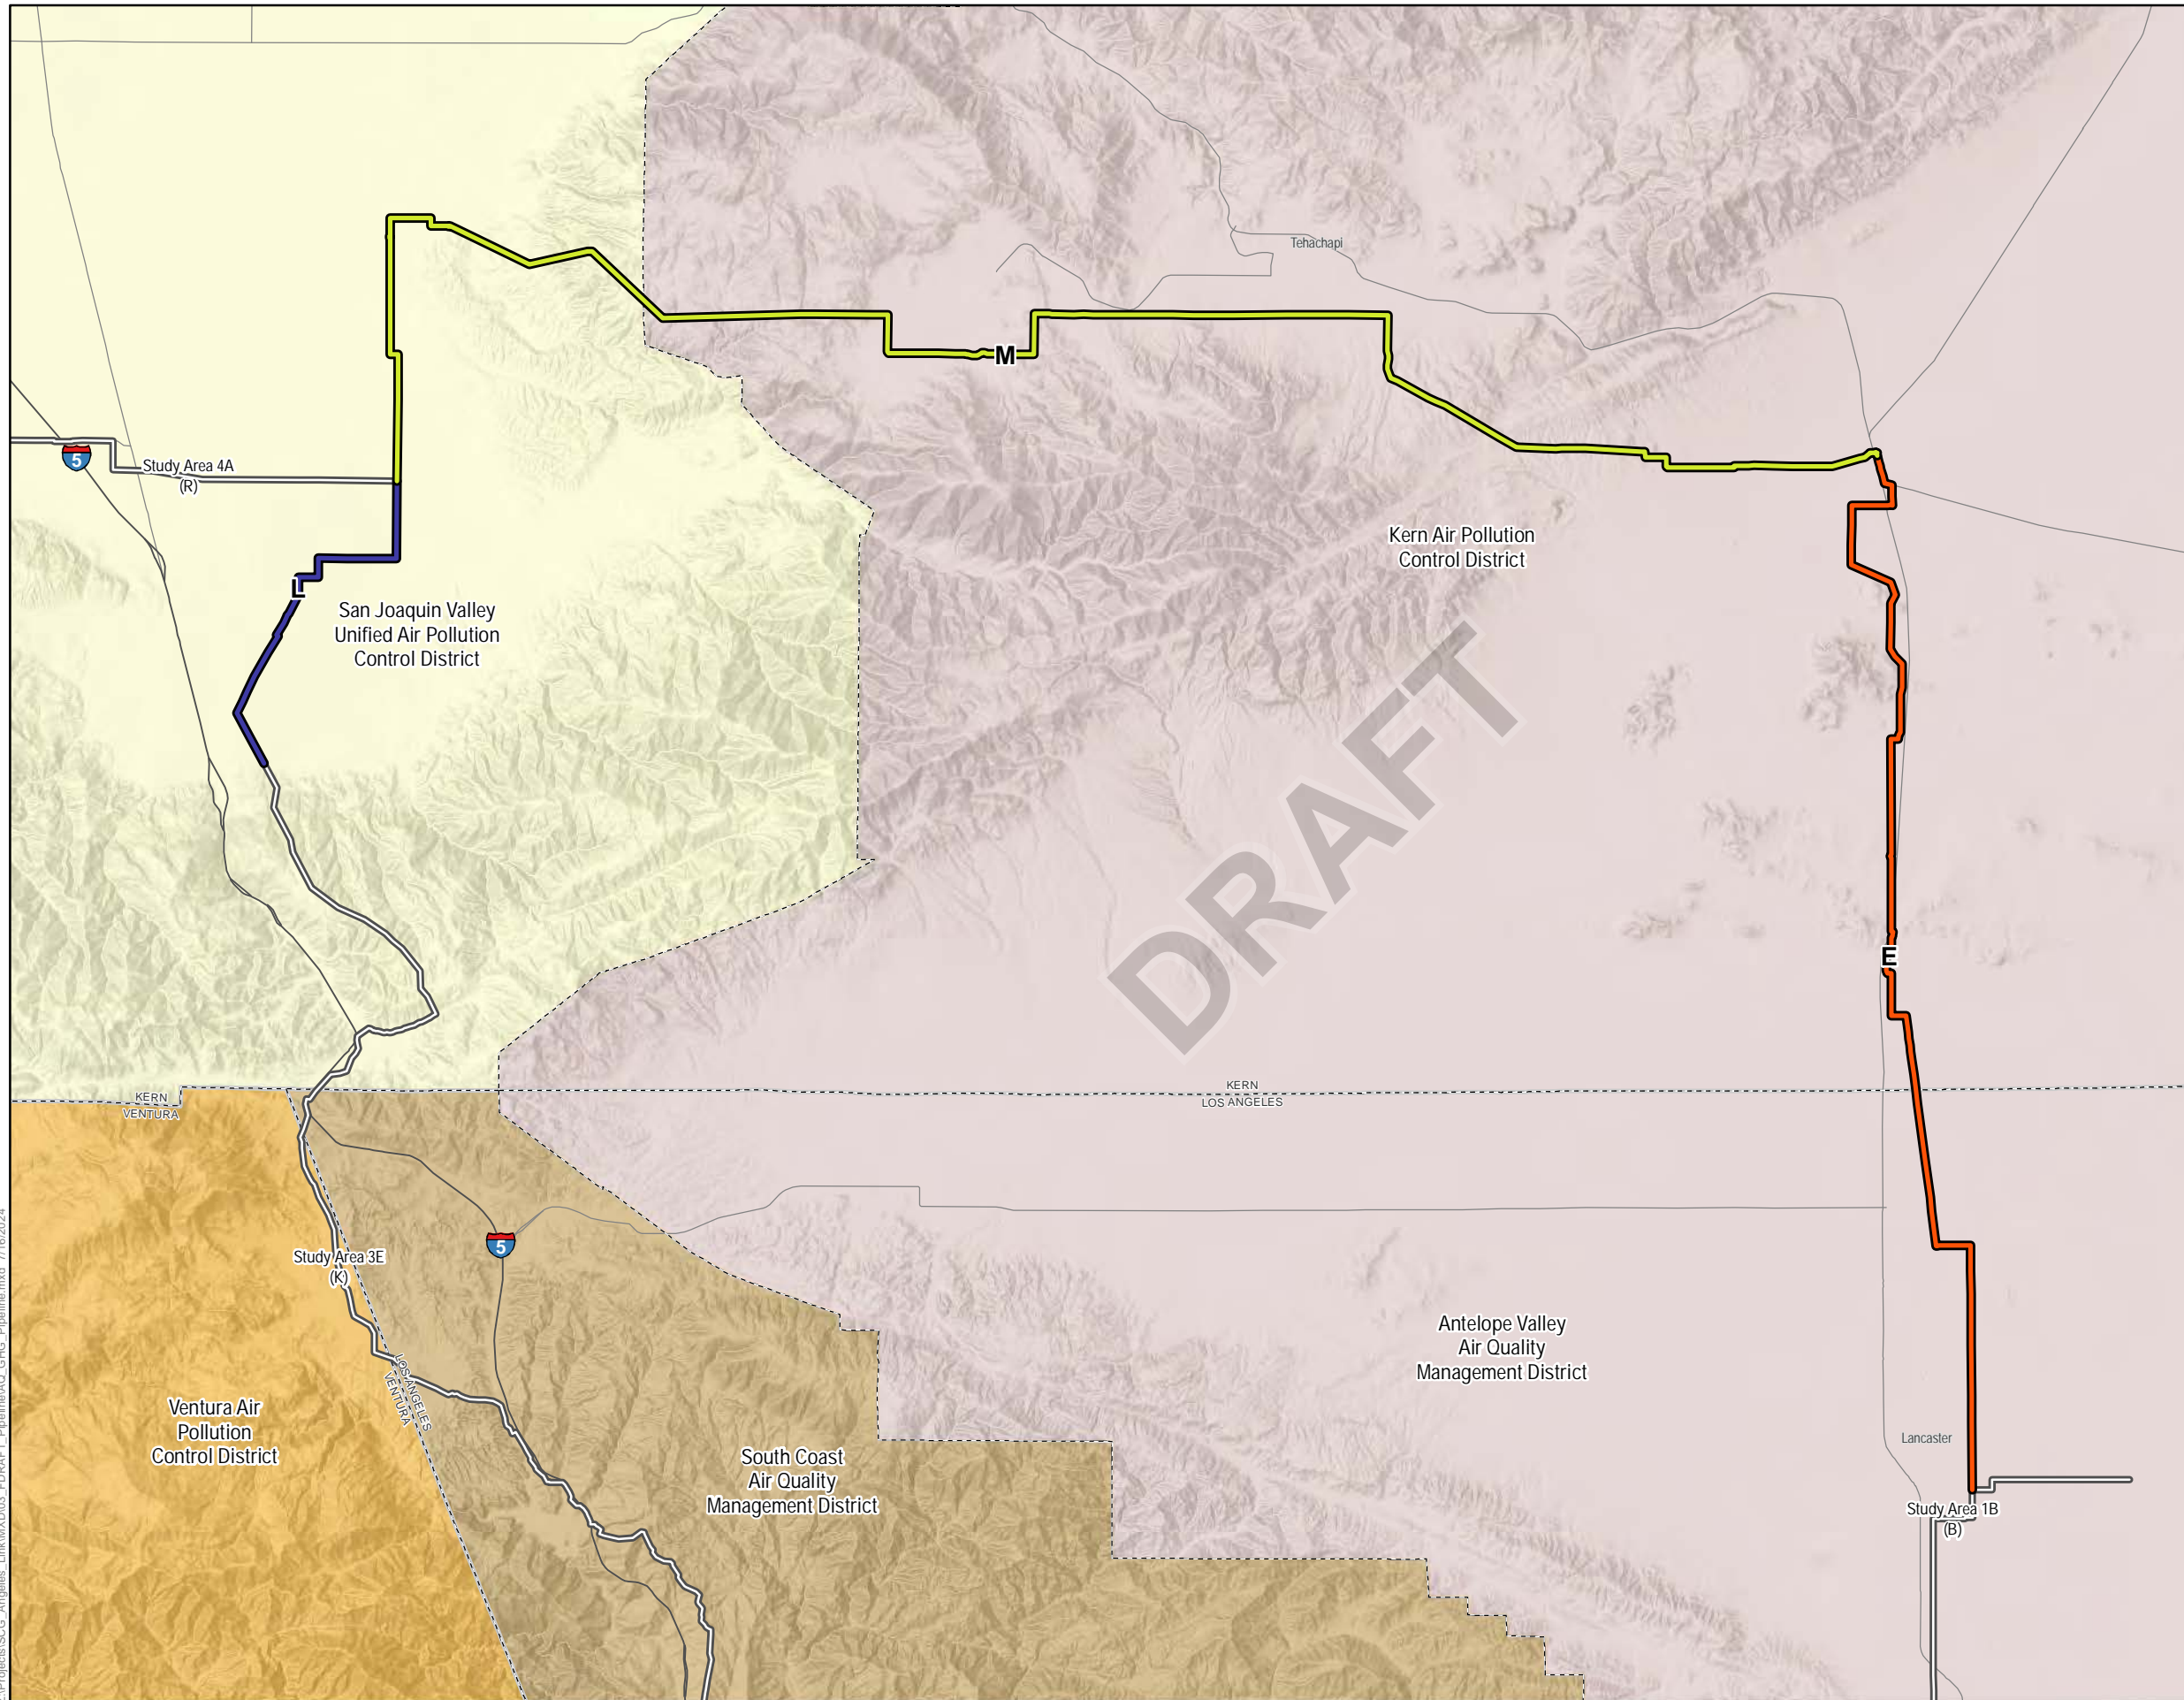 Tehachapi
M
5
Study Area 4A
(R)
Kern Air Pollution
Control District
L
San Joaquin Valley
Unified Air Pollution
Control District
DRAFT
E
KERN
LOS ANGELES
KERN
VENTURA
5
Study Area 3E
(K)
Antelope Valley
Air Quality
Management District
LOS ANGELES
VENTURA
Ventura Air
Pollution
Control District
South Coast
Air Quality
Management District
Lancaster
Study Area 1B
(B)